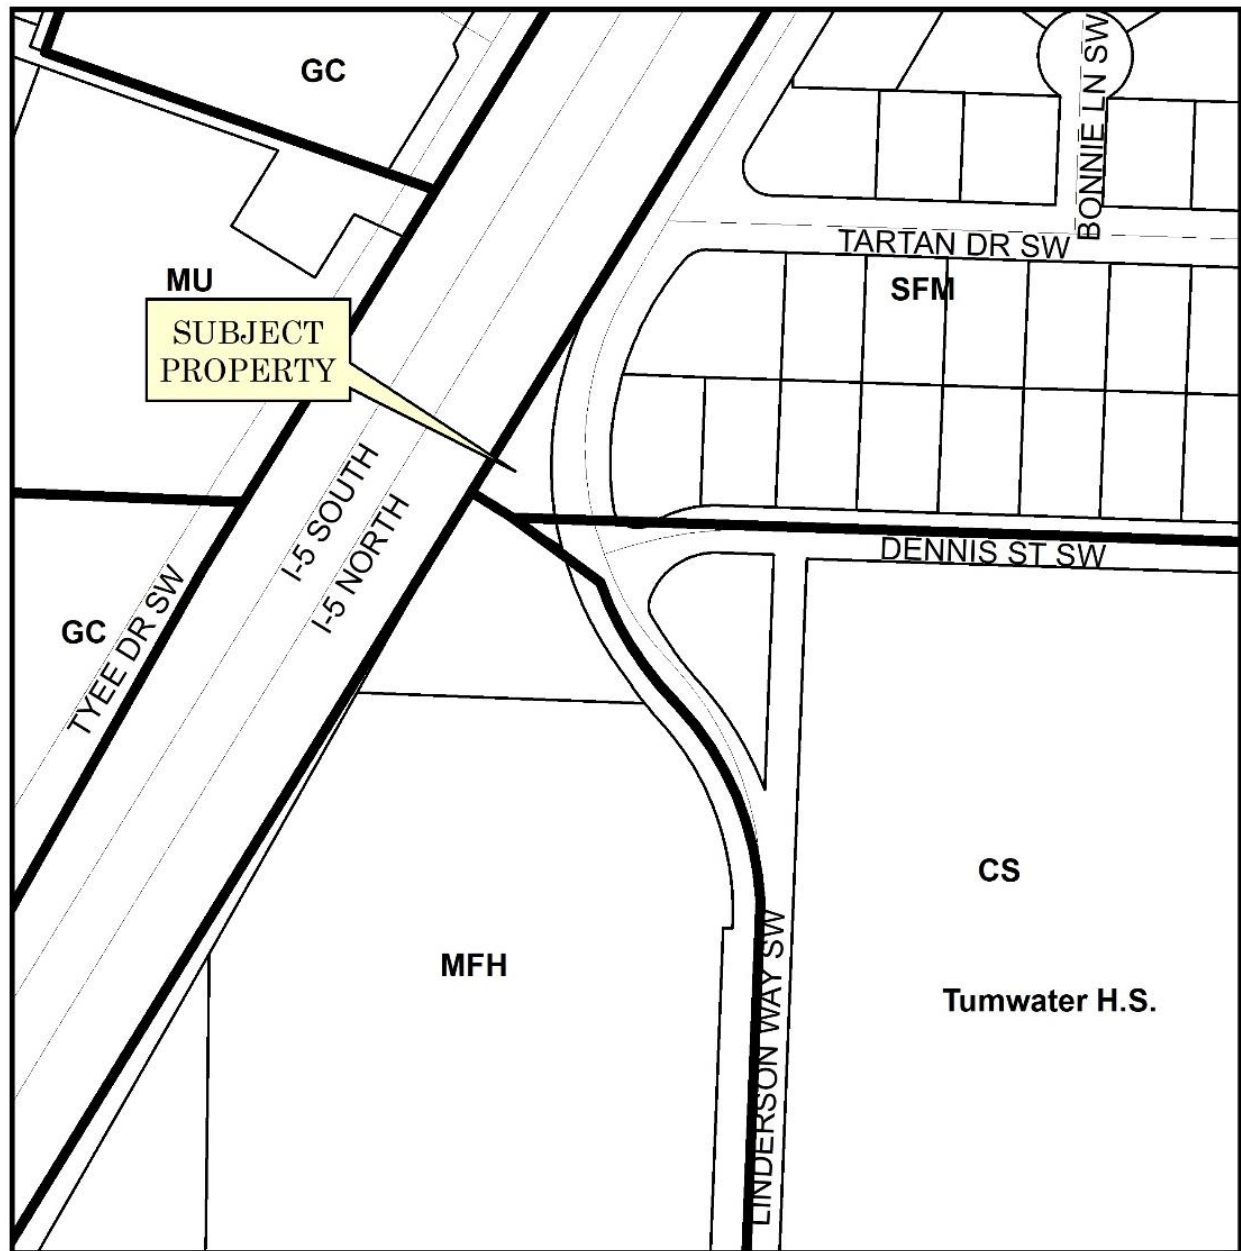 GC
BONNIE LN SW
TARTAN DR SW
MU
SFM
SUBJECT
PROPERTY
I-5 SOUTH
I-5 NORTH
DENNIS ST SW
GC
TYEE DR SW
CS
MFH
Tumwater H.S.
LINDERSON WAY SW